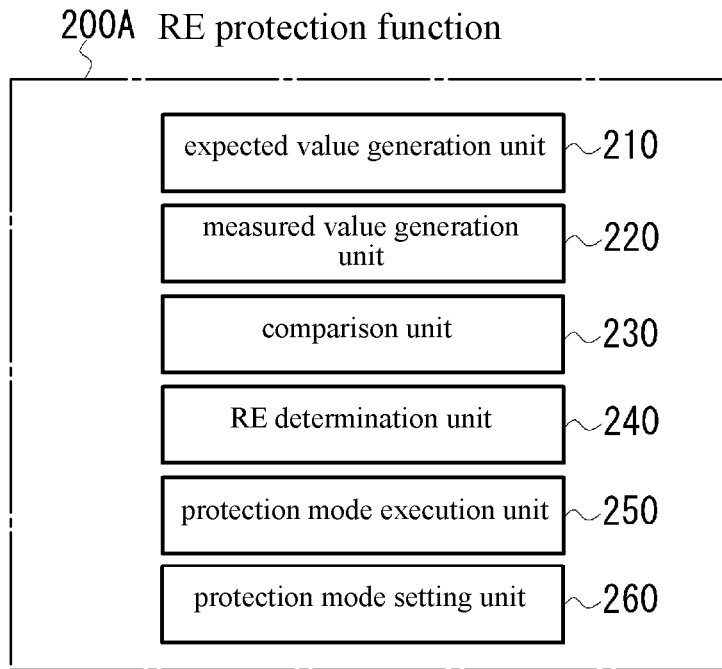 200A RE protection function
expected value generation unit 210
measured value generation
unit 220
comparison unit 230
RE determination unit 240
protection mode execution unit 250
protection mode setting unit 260